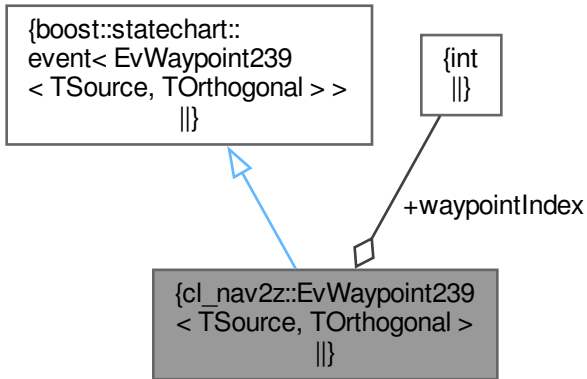 {boost::statechart::
event< EvWaypoint239
< TSource, TOrthogonal > >
||}
{int
||}
+waypointIndex
{cl_nav2z::EvWaypoint239
< TSource, TOrthogonal >
||}